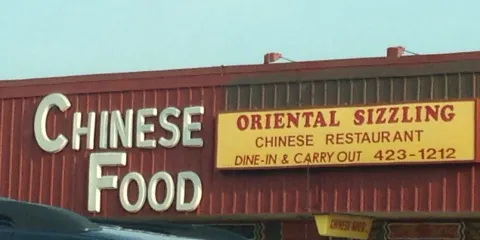 CHINESE
FOOD
ORIENTAL SIZZLING
CHINESE RESTAURANT
DINE-IN & CARRY OUT 423-1212